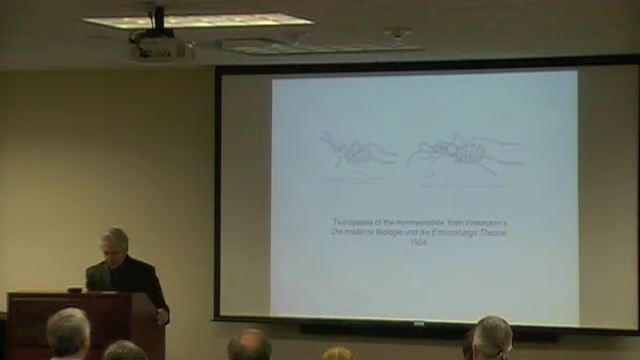 Two species of the myrmecophile, from Wasmann's
Die moderne Biologie und die Entwicklungs Theorie,
1904